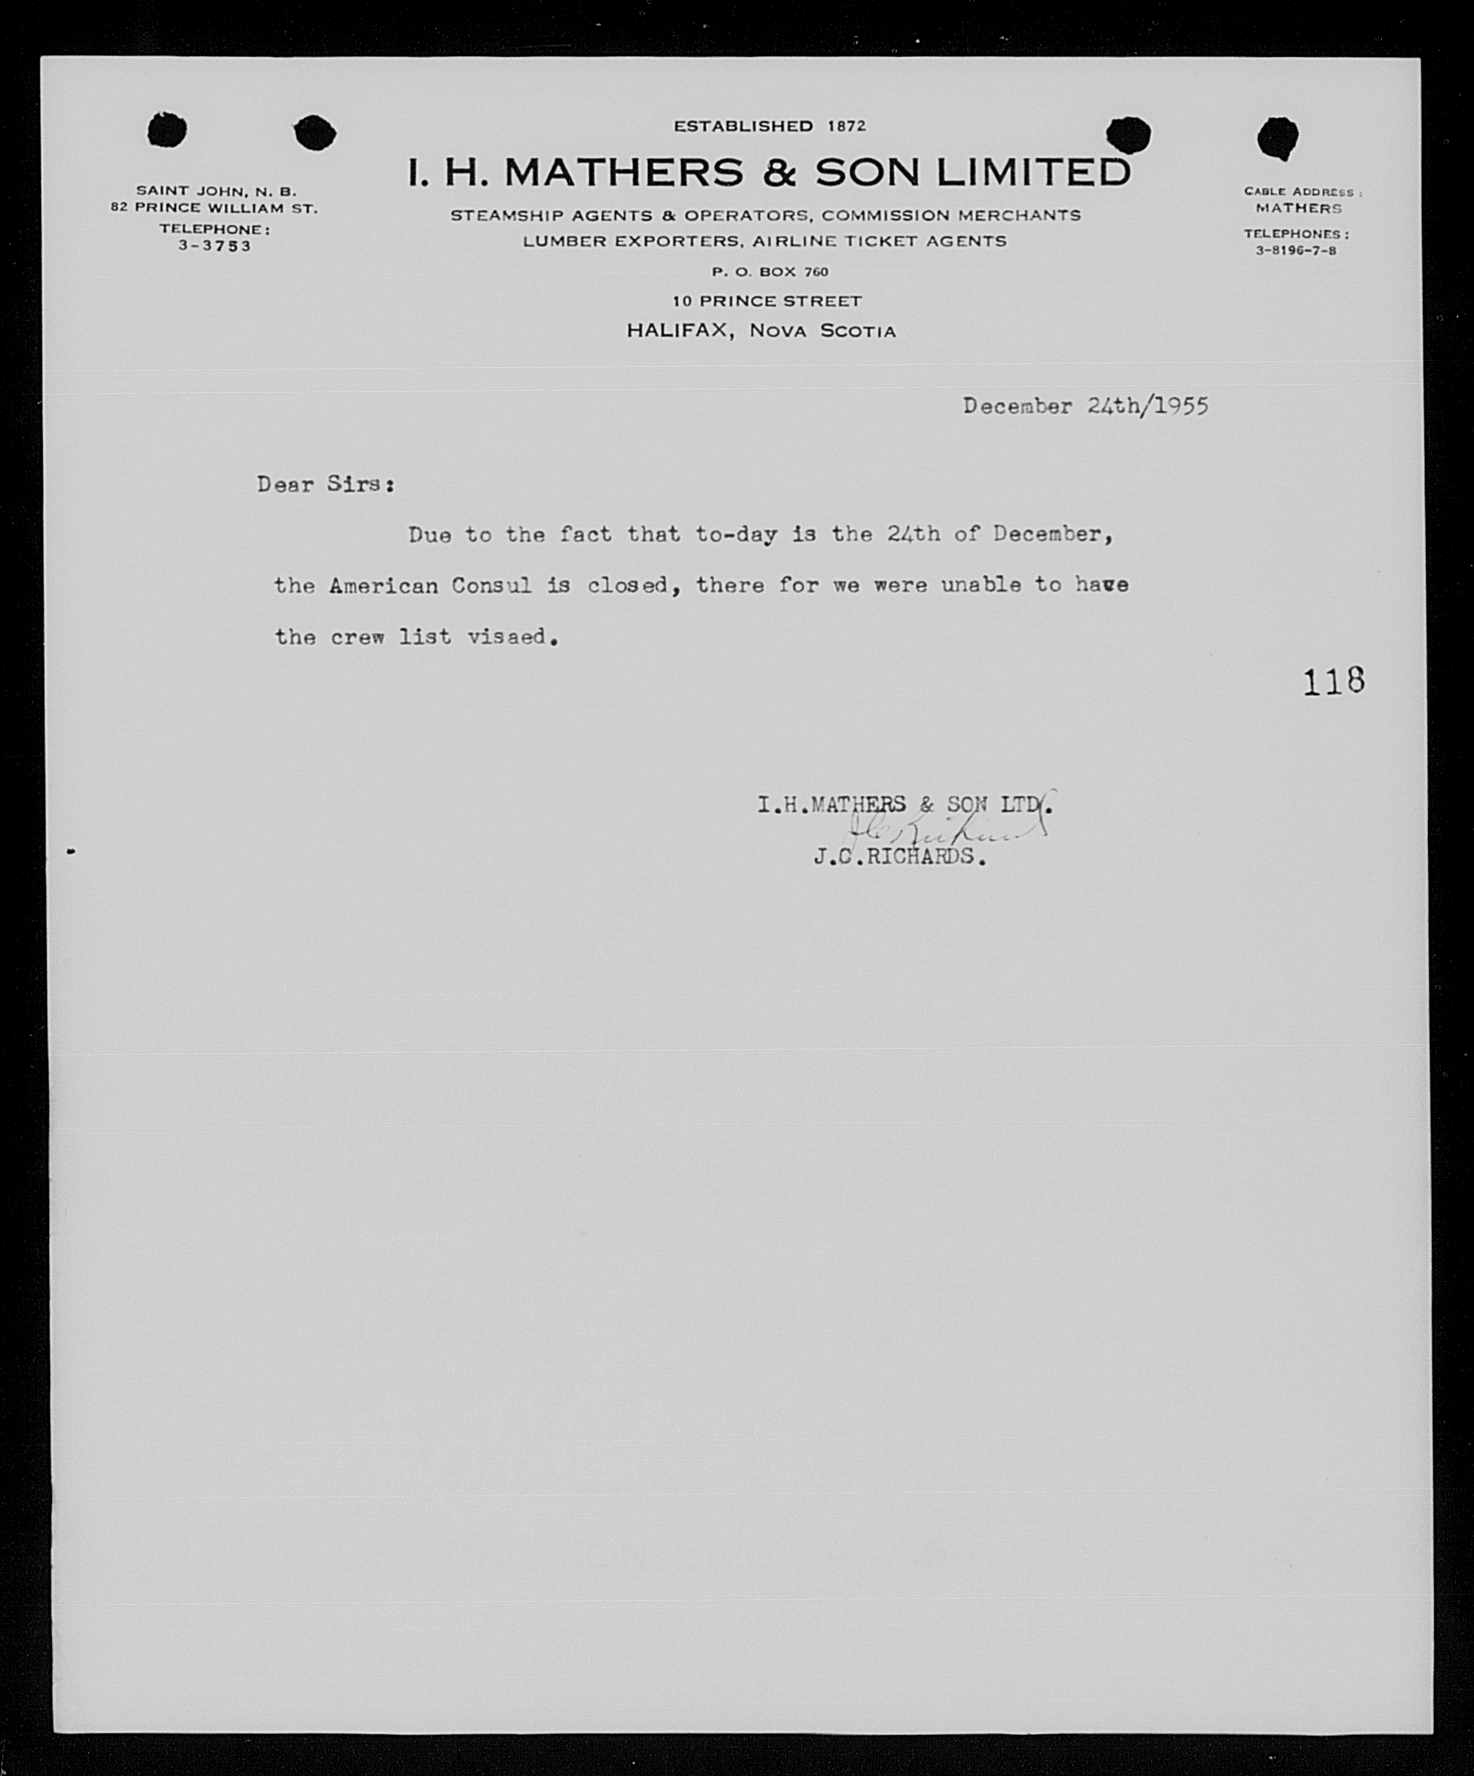 ESTABLISHED 1872
I. H. MATHERS & SON LIMITED
STEAMSHIP AGENTS & OPERATORS, COMMISSION MERCHANTS
LUMBER EXPORTERS, AIRLINE TICKET AGENTS
P. O. BOX 760
10 PRINCE STREET
HALIFAX, NOVA SCOTIA
SAINT JOHN, N. B.
82 PRINCE WILLIAM ST.
TELEPHONE:
3-3753
CABLE ADDRESS:
MATHERS
TELEPHONES:
3-8196-7-8
December 24th/1955
Dear Sirs:
Due to the fact that to-day is the 24th of December,
the American Consul is closed, there for we were unable to have
the crew list visaed.
118
I.H.MATHERS & SON LTD.
J.C.Richards
J.C.RICHARDS.